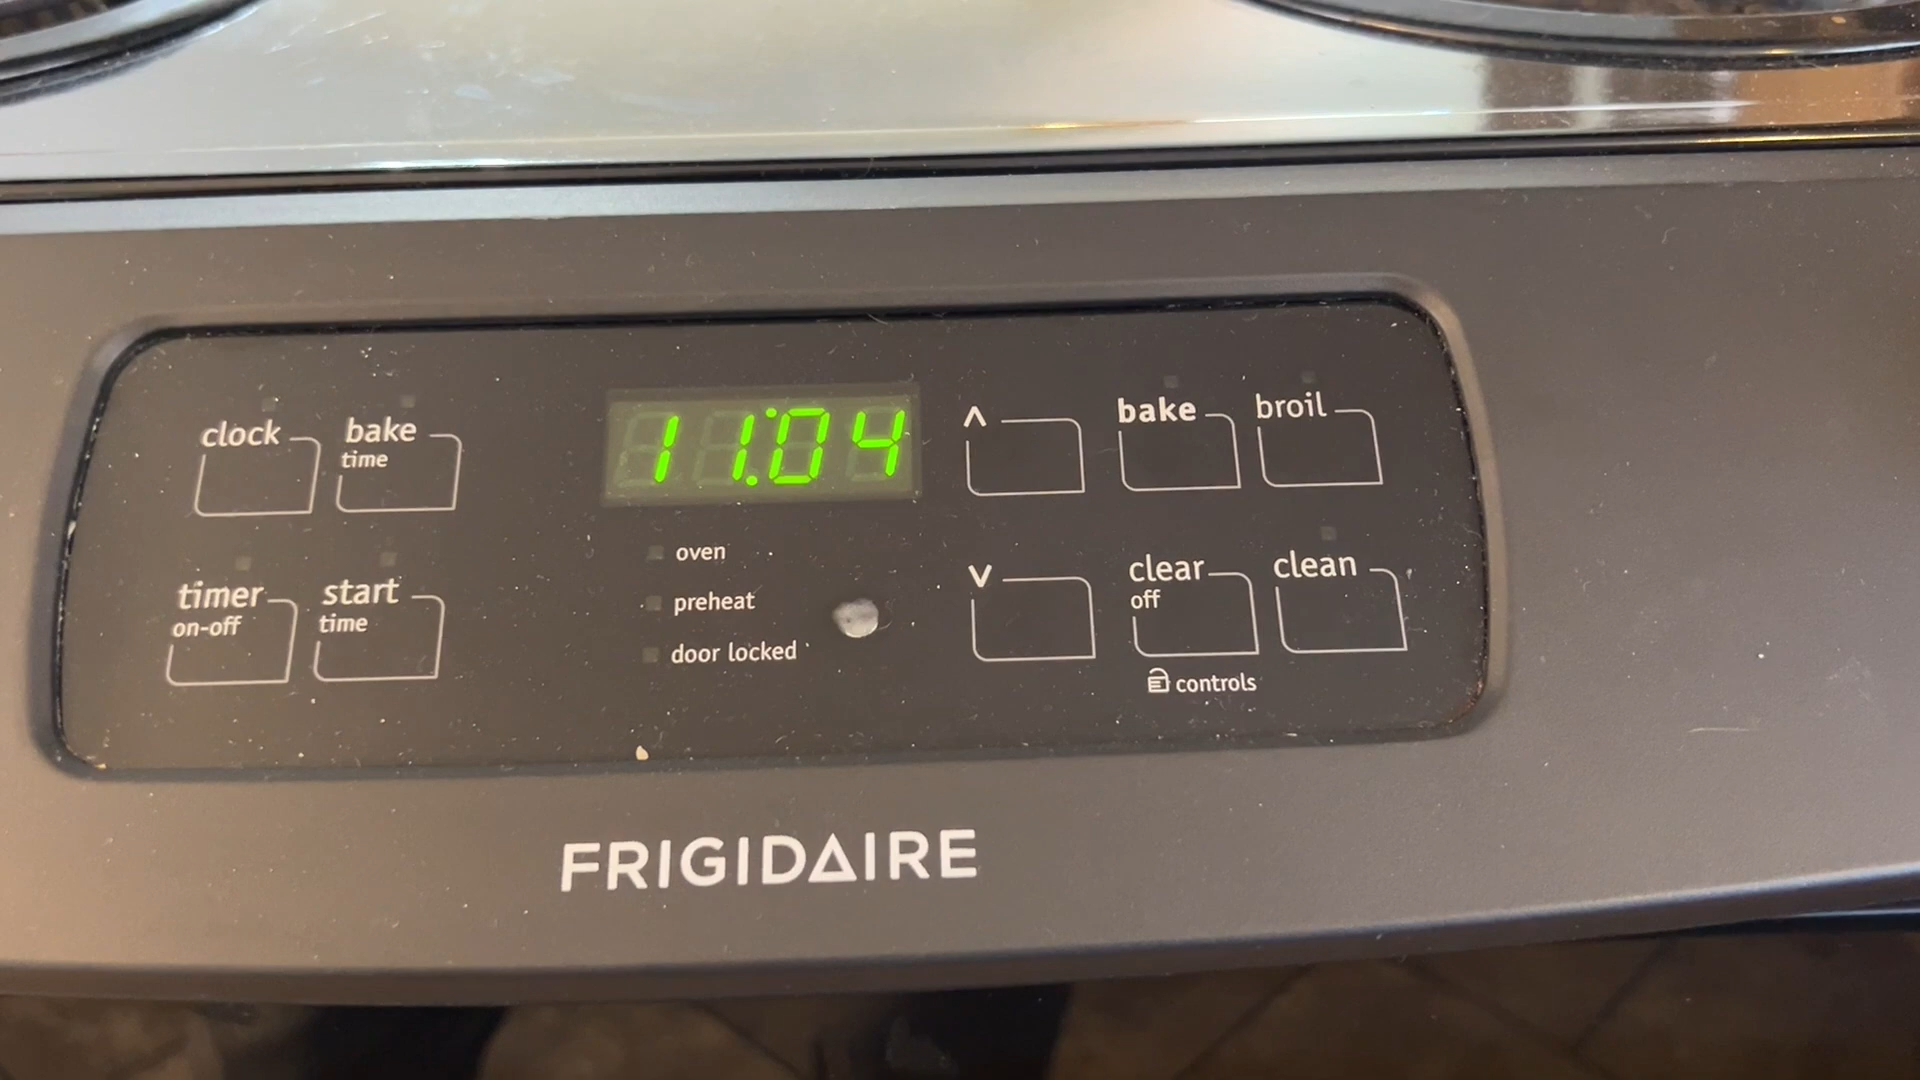 clock
bake
time
11:04
^
bake
broil
timer
on-off
start
time
oven
preheat
door locked
v
clear
off
clean
controls
FRIGIDAIRE